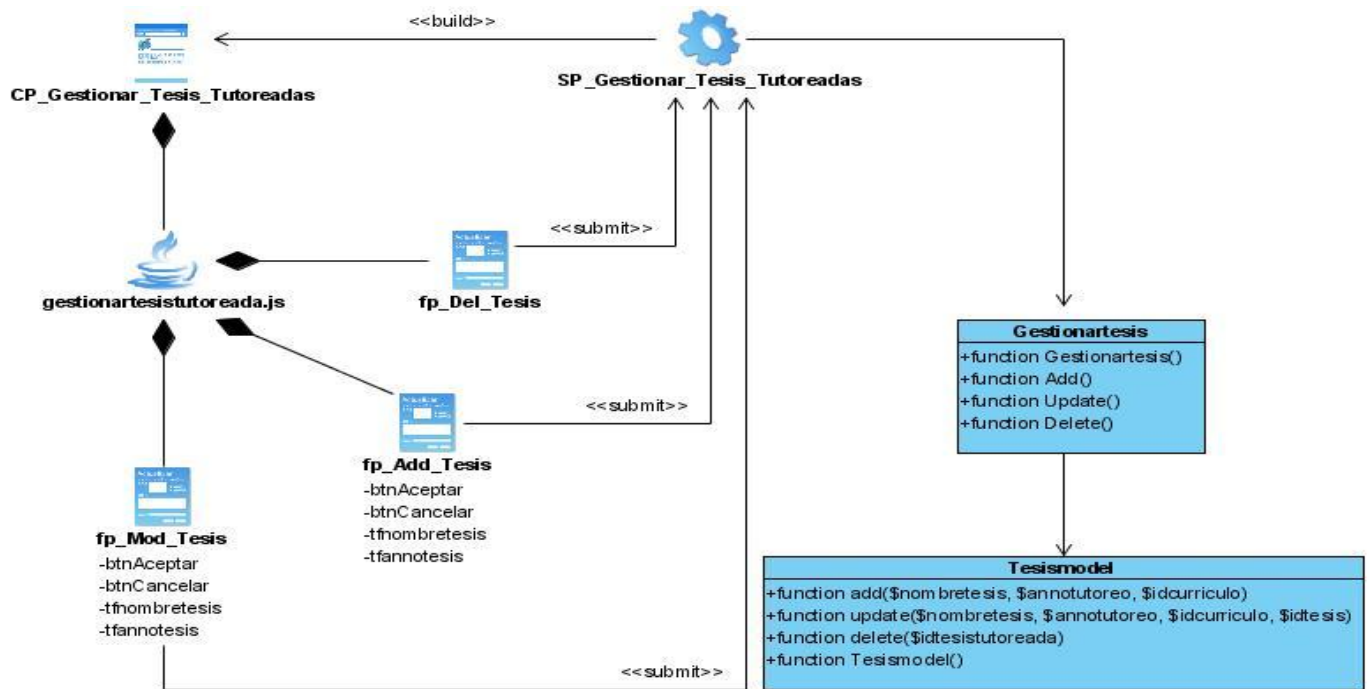 <<build>>
CP_Gestionar_Tesis_Tutoreadas
SP_Gestionar_Tesis_Tutoreadas
<<submit>>
gestionartesistutoreada.js
fp_Del_Tesis
Gestionartesis
+function Gestionartesis()
+function Add()
+function Update()
+function Delete()
<<submit>>
fp_Add_Tesis
-btnAceptar
-btnCancelar
-tfnombretesis
-tfannotesis
fp_Mod_Tesis
-btnAceptar
-btnCancelar
-tfnombretesis
-tfannotesis
Tesismodel
+function add($nombretesis, $annotutoreo, $idcurriculo)
+function update($nombretesis, $annotutoreo, $idcurriculo, $idtesis)
+function delete($idtesistutoreada)
+function Tesismodel()
<<submit>>